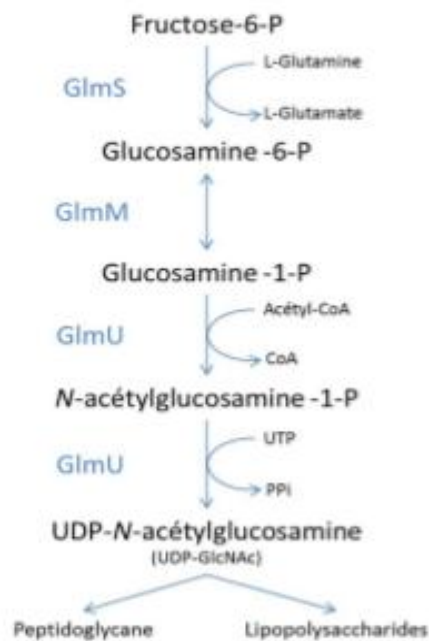 Fructose-6-P
L-Glutamine
GlmS
L-Glutamate
Glucosamine -6-P
GlmM
Glucosamine -1-P
Acétyl-CoA
GlmU
CoA
N-acétylglucosamine -1-P
UTP
GlmU
PPi
UDP-N-acétylglucosamine
(UDP-GlcNAc)
Peptidoglycane Lipopolysaccharides